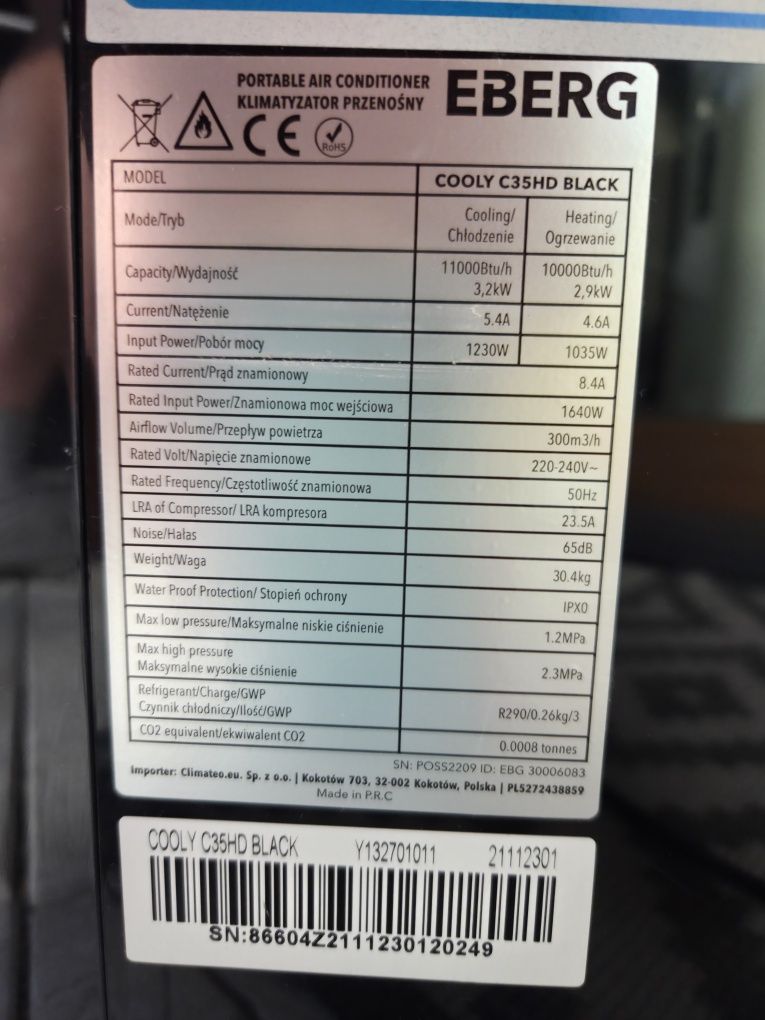 PORTABLE AIR CONDITIONER
KLIMATYZATOR PRZENOŚNY
EBERG
CE
RoHS
MODEL COOLY C35HD BLACK
Mode/Tryb Cooling/ Chłodzenie Heating/ Ogrzewanie
Capacity/Wydajność 11000Btu/h 3,2kW 10000Btu/h 2,9kW
Current/Natężenie 5.4A 4.6A
Input Power/Pobór mocy 1230W 1035W
Rated Current/Prąd znamionowy 8.4A
Rated Input Power/Znamionowa moc wejściowa 1640W
Airflow Volume/Przepływ powietrza 300m3/h
Rated Volt/Napięcie znamionowe 220-240V~
Rated Frequency/Częstotliwość znamionowa 50Hz
LRA of Compressor/ LRA kompresora 23.5A
Noise/Hałas 65dB
Weight/Waga 30.4kg
Water Proof Protection/ Stopień ochrony IPX0
Max low pressure/Maksymalne niskie ciśnienie 1.2MPa
Max high pressure
Maksymalne wysokie ciśnienie 2.3MPa
Refrigerant/Charge/GWP
Czynnik chłodniczy/Ilość/GWP R290/0.26kg/3
CO2 equivalent/ekwiwalent CO2 0.0008 tonnes
SN: POSS2209 ID: EBG 30006083
Importer: Climateo.eu. Sp. z o.o. | Kokotów 703, 32-002 Kokotów, Polska | PL5272438859
Made in P.R.C
COOLY C35HD BLACK Y132701011 21112301
SN:86604Z2111230120249